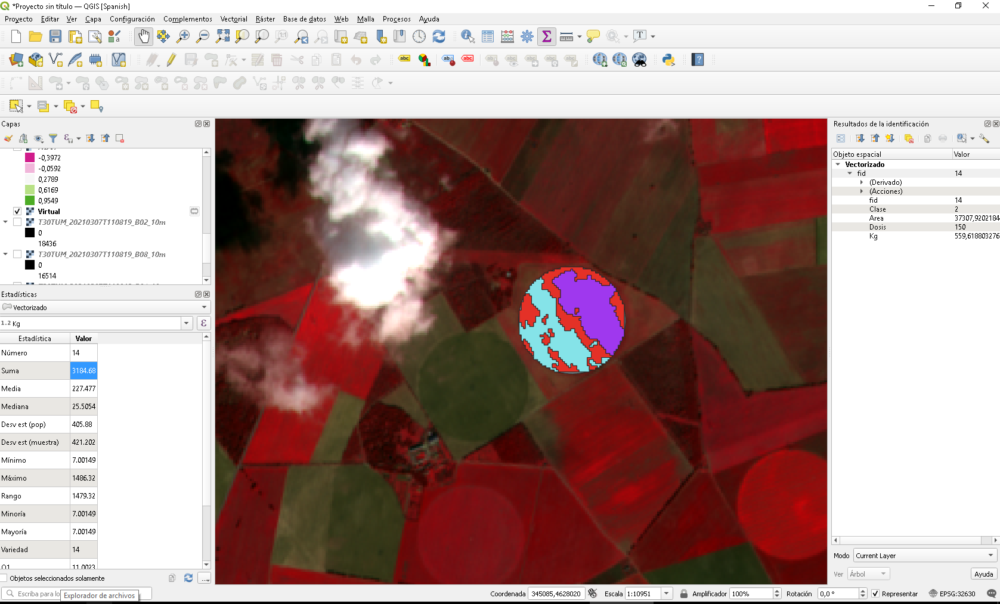 *Proyecto sin título — QGIS [Spanish]
Proyecto Editar Ver Capa Configuración Complementos Vectorial Ráster Base de datos Web Malla Procesos Ayuda
Capas
-0,3972
-0,0592
0,2789
0,6169
0,9549
Virtual
T30TUM_20210307T110819_B02_10m
0
18436
T30TUM_20210307T110819_B08_10m
0
16514
Estadísticas
Vectorizado
1.2 Kg
ε
Estadística Valor
Número 14
Suma 3184.68
Media 227.477
Mediana 25.5054
Desv est (pop) 405.88
Desv est (muestra) 421.202
Mínimo 7.00149
Máximo 1486.32
Rango 1479.32
Minoría 7.00149
Mayoría 7.00149
Variedad 14
Q1 11.0023
Objetos seleccionados solamente
...
Escriba para lo
Explorador de archivos
Resultados de la identificación
Objeto espacial Valor
Vectorizado
fid 14
(Derivado)
(Acciones)
fid 14
Clase 2
Area 37307,9202184
Dosis 150
Kg 559,618803276
Modo Current Layer
Ver Árbol Ayuda
Coordenada 345085,4628020 Escala 1:10951 Amplificador 100% Rotación 0,0 ° Representar EPSG:32630